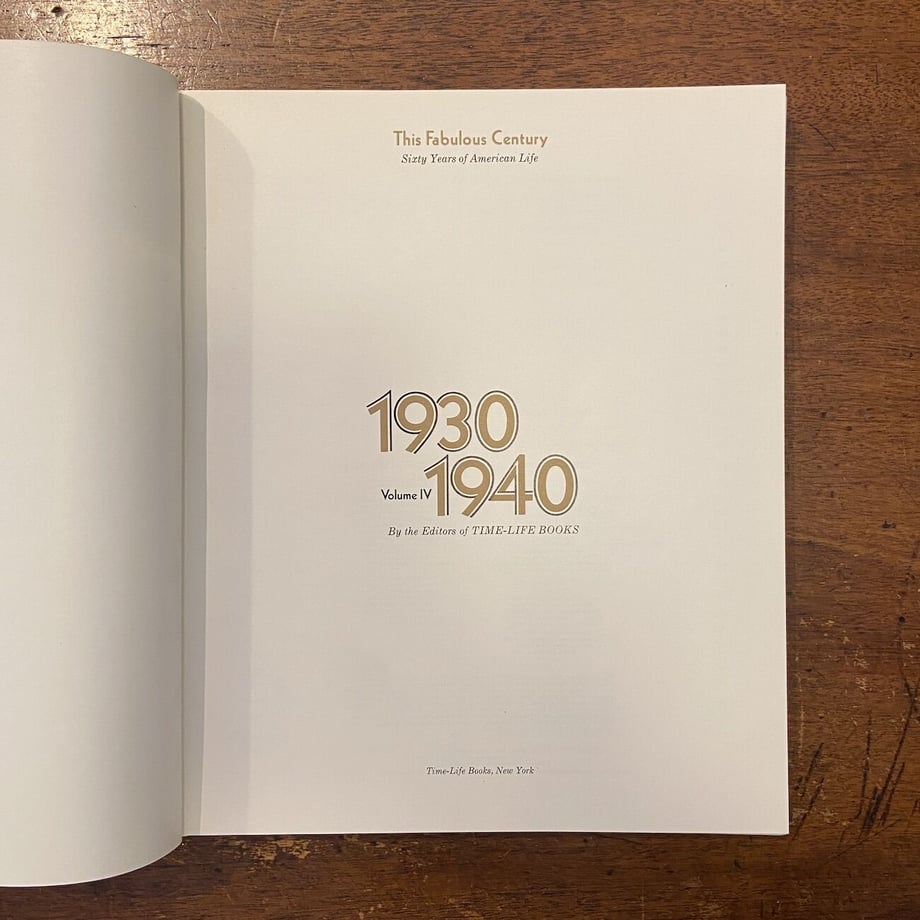 This Fabulous Century
Sixty Years of American Life
1930
Volume IV 1940
By the Editors of TIME-LIFE BOOKS
Time-Life Books, New York